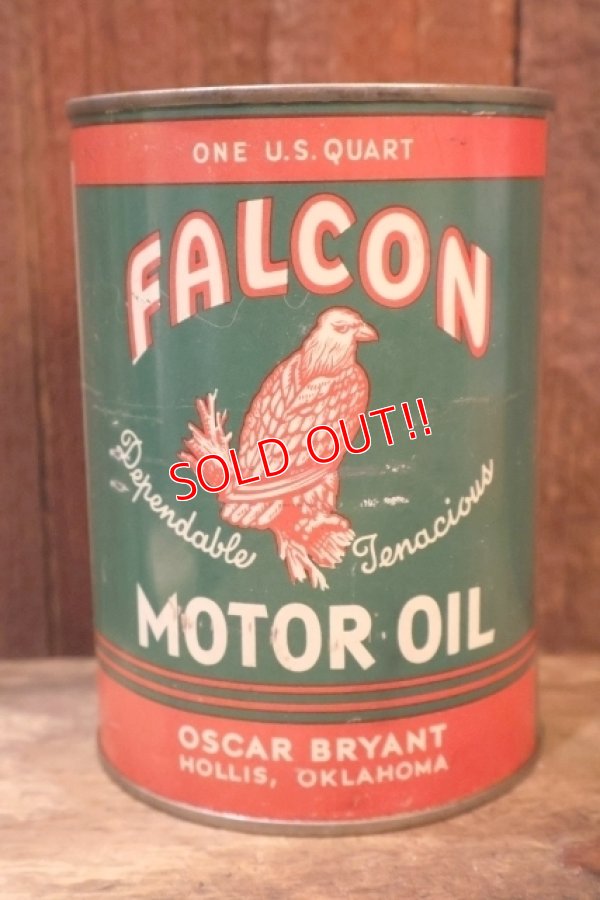 ONE U.S. QUART
FALCON
SOLD OUT!!
Dependable Tenacious
MOTOR OIL
OSCAR BRYANT
HOLLIS, OKLAHOMA